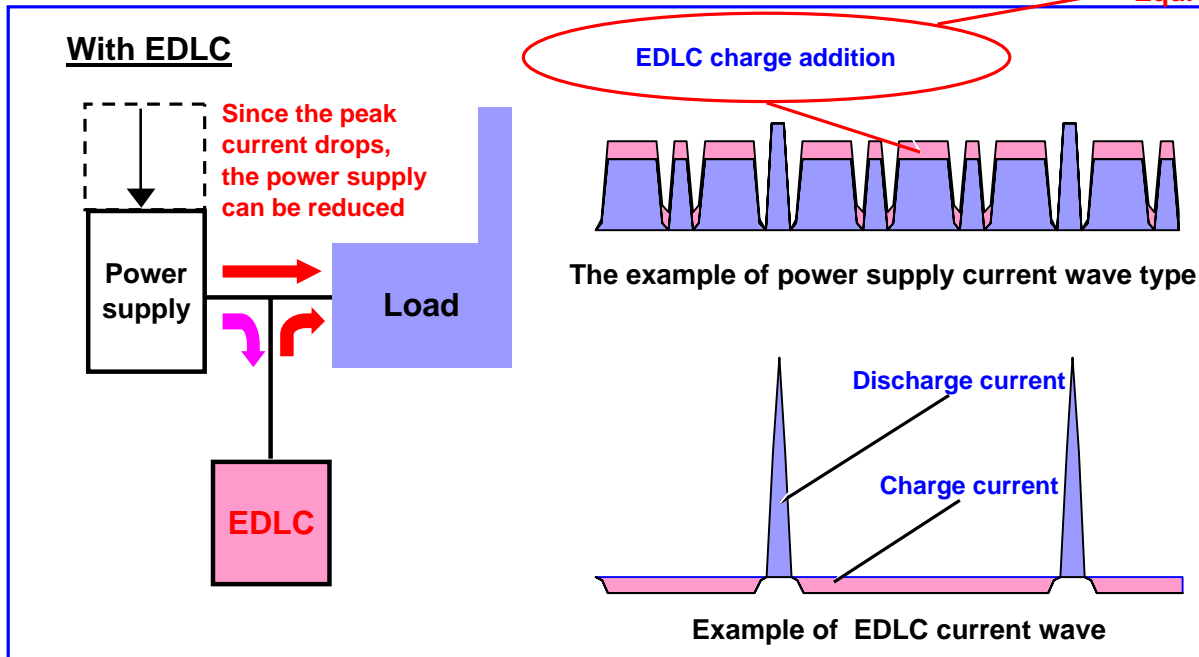 With EDLC
EDLC charge addition
Since the peak
current drops,
the power supply
can be reduced
Power
supply
Load
EDLC
The example of power supply current wave type
Discharge current
Charge current
Example of  EDLC current wave